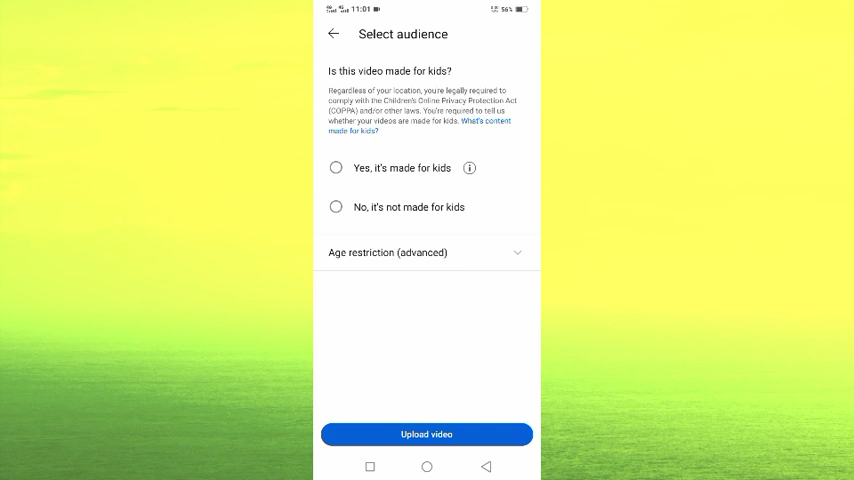 11:01
56%
Select audience
Is this video made for kids?
Regardless of your location, you're legally required to
comply with the Children's Online Privacy Protection Act
(COPPA) and/or other laws. You're required to tell us
whether your videos are made for kids. What's content
made for kids?
Yes, it's made for kids
No, it's not made for kids
Age restriction (advanced)
Upload video